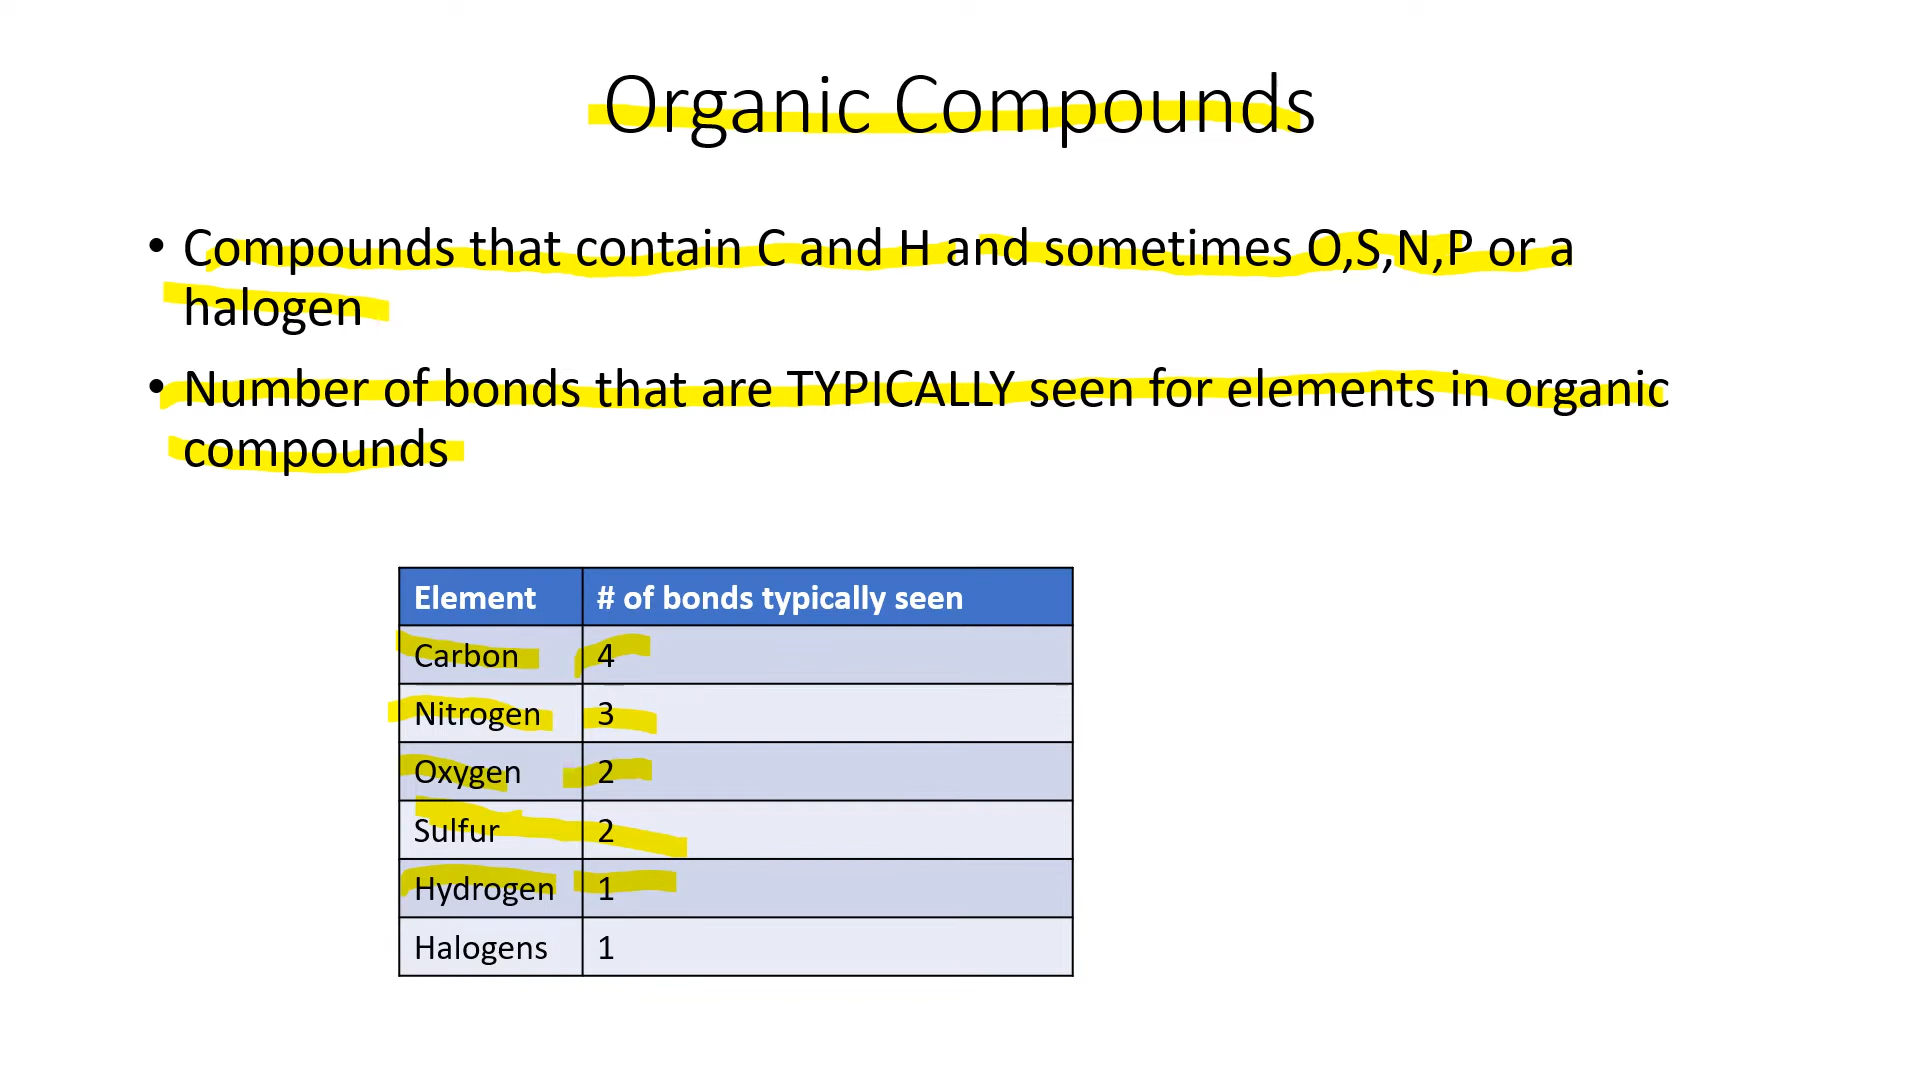 Organic Compounds
• Compounds that contain C and H and sometimes O,S,N,P or a
halogen
• Number of bonds that are TYPICALLY seen for elements in organic
compounds
Element # of bonds typically seen
Carbon 4
Nitrogen 3
Oxygen 2
Sulfur 2
Hydrogen 1
Halogens 1